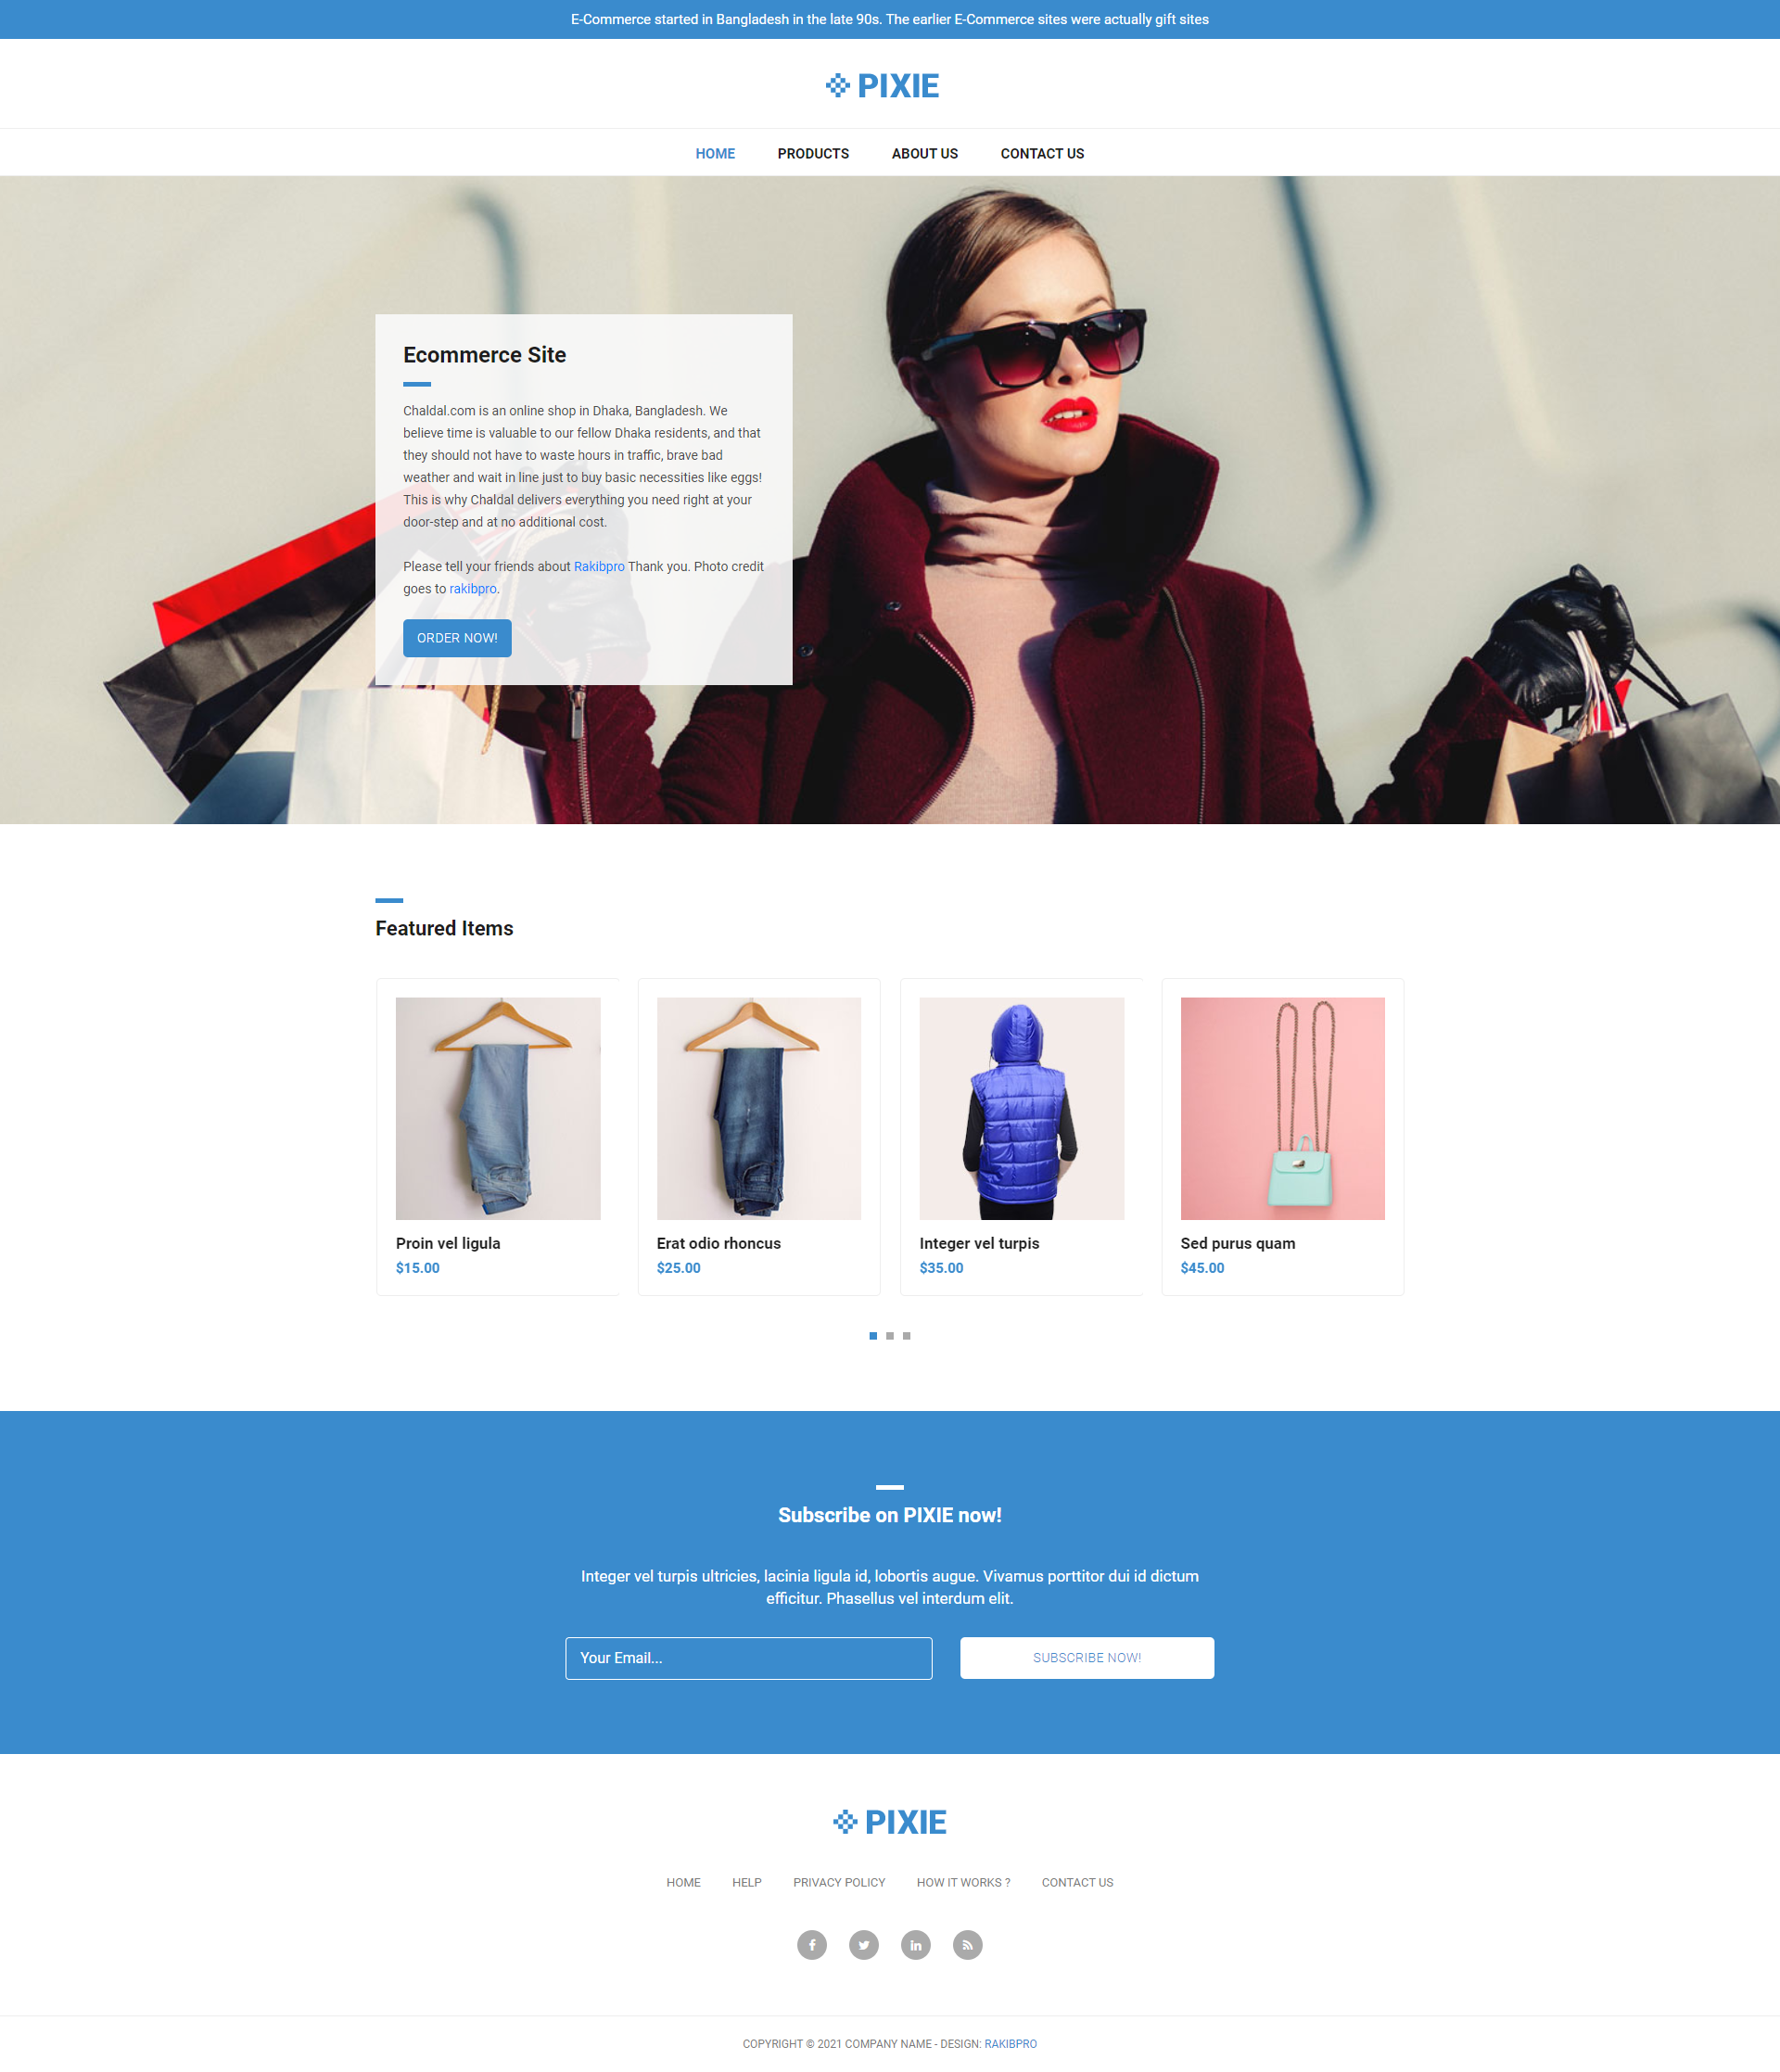 E-Commerce started in Bangladesh in the late 90s. The earlier E-Commerce sites were actually gift sites
PIXIE
HOME PRODUCTS ABOUT US CONTACT US
Ecommerce Site
Chaldal.com is an online shop in Dhaka, Bangladesh. We
believe time is valuable to our fellow Dhaka residents, and that
they should not have to waste hours in traffic, brave bad
weather and wait in line just to buy basic necessities like eggs!
This is why Chaldal delivers everything you need right at your
door-step and at no additional cost.
Please tell your friends about Rakibpro Thank you. Photo credit
goes to rakibpro.
ORDER NOW!
Featured Items
Proin vel ligula
$15.00
Erat odio rhoncus
$25.00
Integer vel turpis
$35.00
Sed purus quam
$45.00
Subscribe on PIXIE now!
Integer vel turpis ultricies, lacinia ligula id, lobortis augue. Vivamus porttitor dui id dictum
efficitur. Phasellus vel interdum elit.
Your Email...
SUBSCRIBE NOW!
PIXIE
HOME HELP PRIVACY POLICY HOW IT WORKS ? CONTACT US
COPYRIGHT © 2021 COMPANY NAME - DESIGN: RAKIBPRO